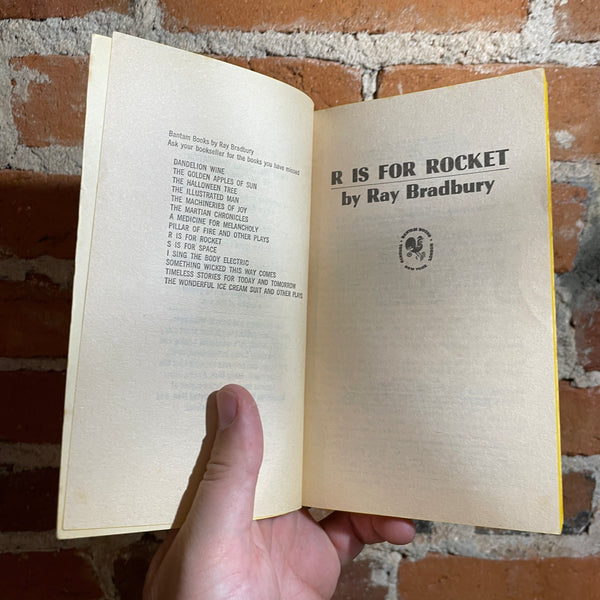 Bantam Books by Ray Bradbury
Ask your bookseller for the books you have missed
DANDELION WINE
THE GOLDEN APPLES OF SUN
THE HALLOWEEN TREE
THE ILLUSTRATED MAN
THE MACHINERIES OF JOY
THE MARTIAN CHRONICLES
A MEDICINE FOR MELANCHOLY
PILLAR OF FIRE AND OTHER PLAYS
R IS FOR ROCKET
S IS FOR SPACE
I SING THE BODY ELECTRIC
SOMETHING WICKED THIS WAY COMES
TIMELESS STORIES FOR TODAY AND TOMORROW
THE WONDERFUL ICE CREAM SUIT AND OTHER PLAYS
R IS FOR ROCKET
by Ray Bradbury
BANTAM BOOKS
NEW YORK